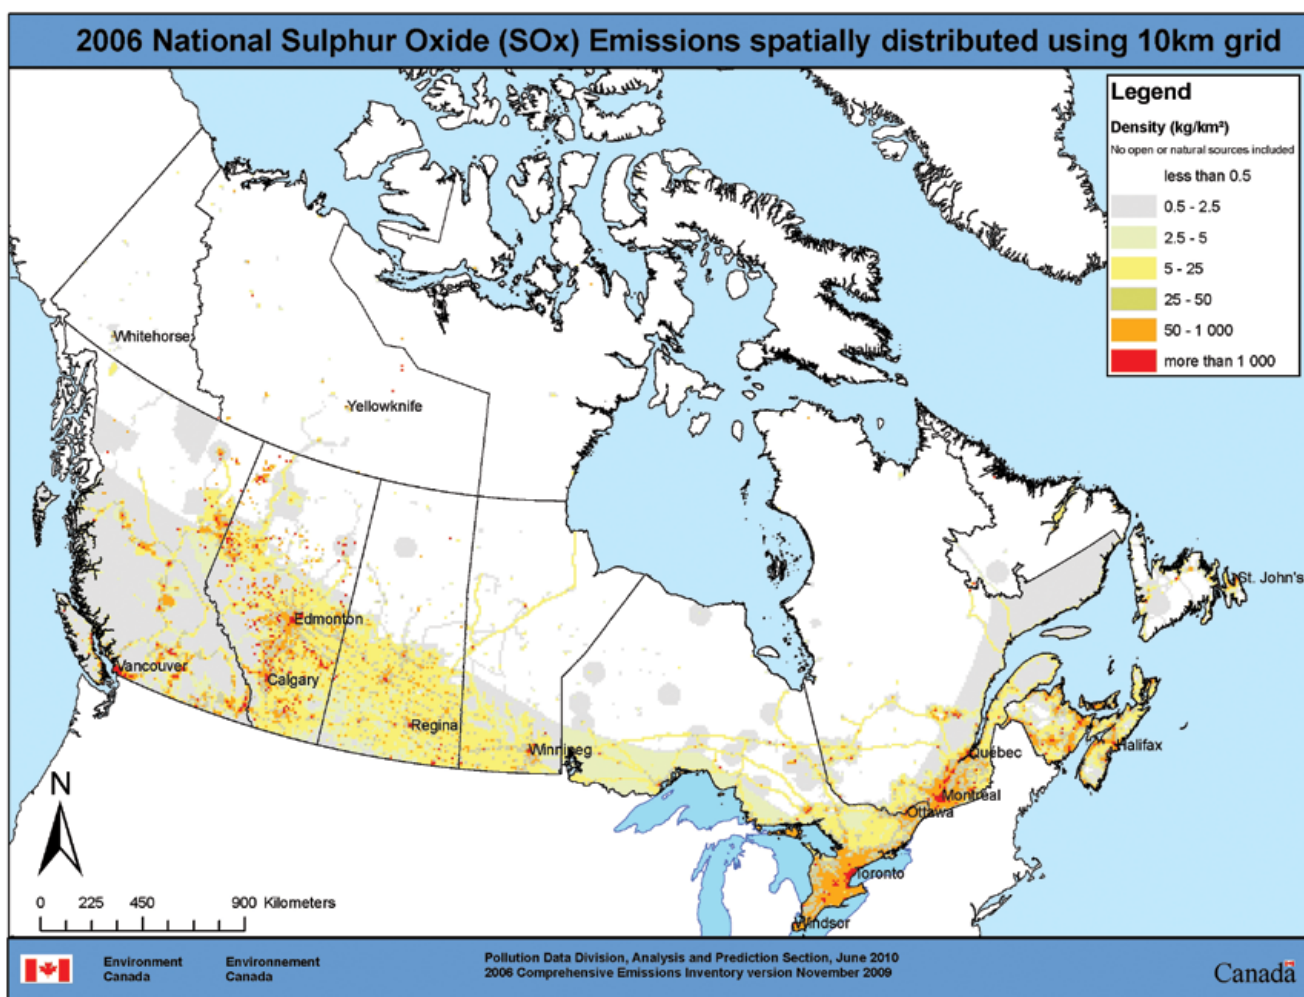 2006 National Sulphur Oxide (SOx) Emissions spatially distributed using 10km grid
Legend
Density (kg/km²)
No open or natural sources included
less than 0.5
0.5 - 2.5
2.5 - 5
5 - 25
25 - 50
50 - 1 000
more than 1 000
Whitehorse
Iqaluit
Yellowknife
St. John's
Edmonton
Vancouver
Calgary
Regina
Winnipeg
Québec
Halifax
Montréal
Ottawa
Toronto
Windsor
N
0 225 450 900 Kilometers
Environment
Canada
Environnement
Canada
Pollution Data Division, Analysis and Prediction Section, June 2010
2006 Comprehensive Emissions Inventory version November 2009
Canada